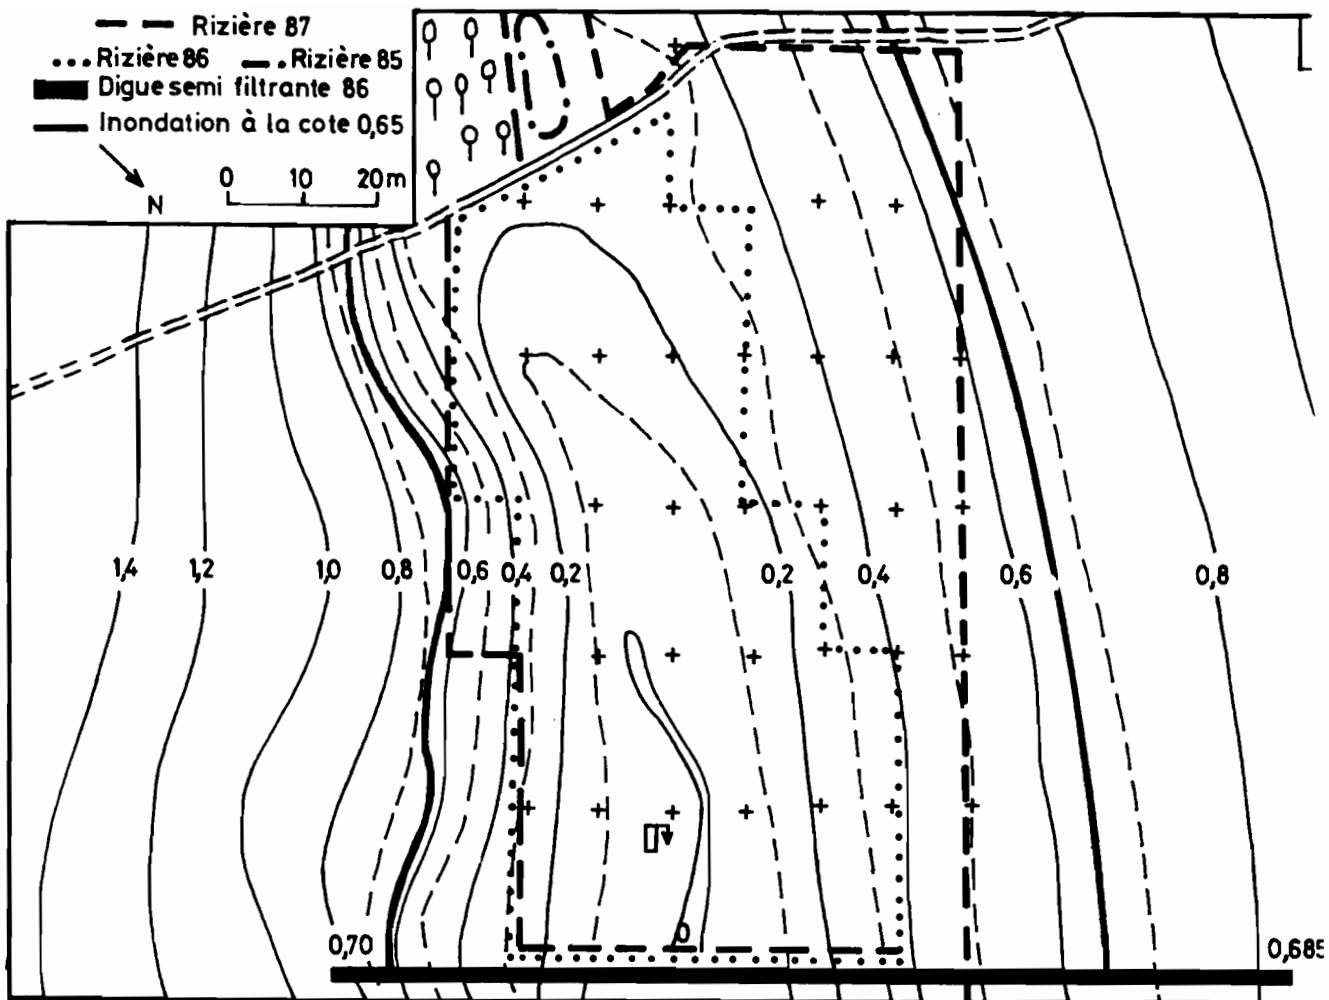 Rizière 87
Rizière 86 Rizière 85
Digue semi filtrante 86
Inondation à la cote 0,65
N
0 10 20m
1,4 1,2 1,0 0,8 0,6 0,4 0,2 0,2 0,4 0,6 0,8
0
0,70
0,685